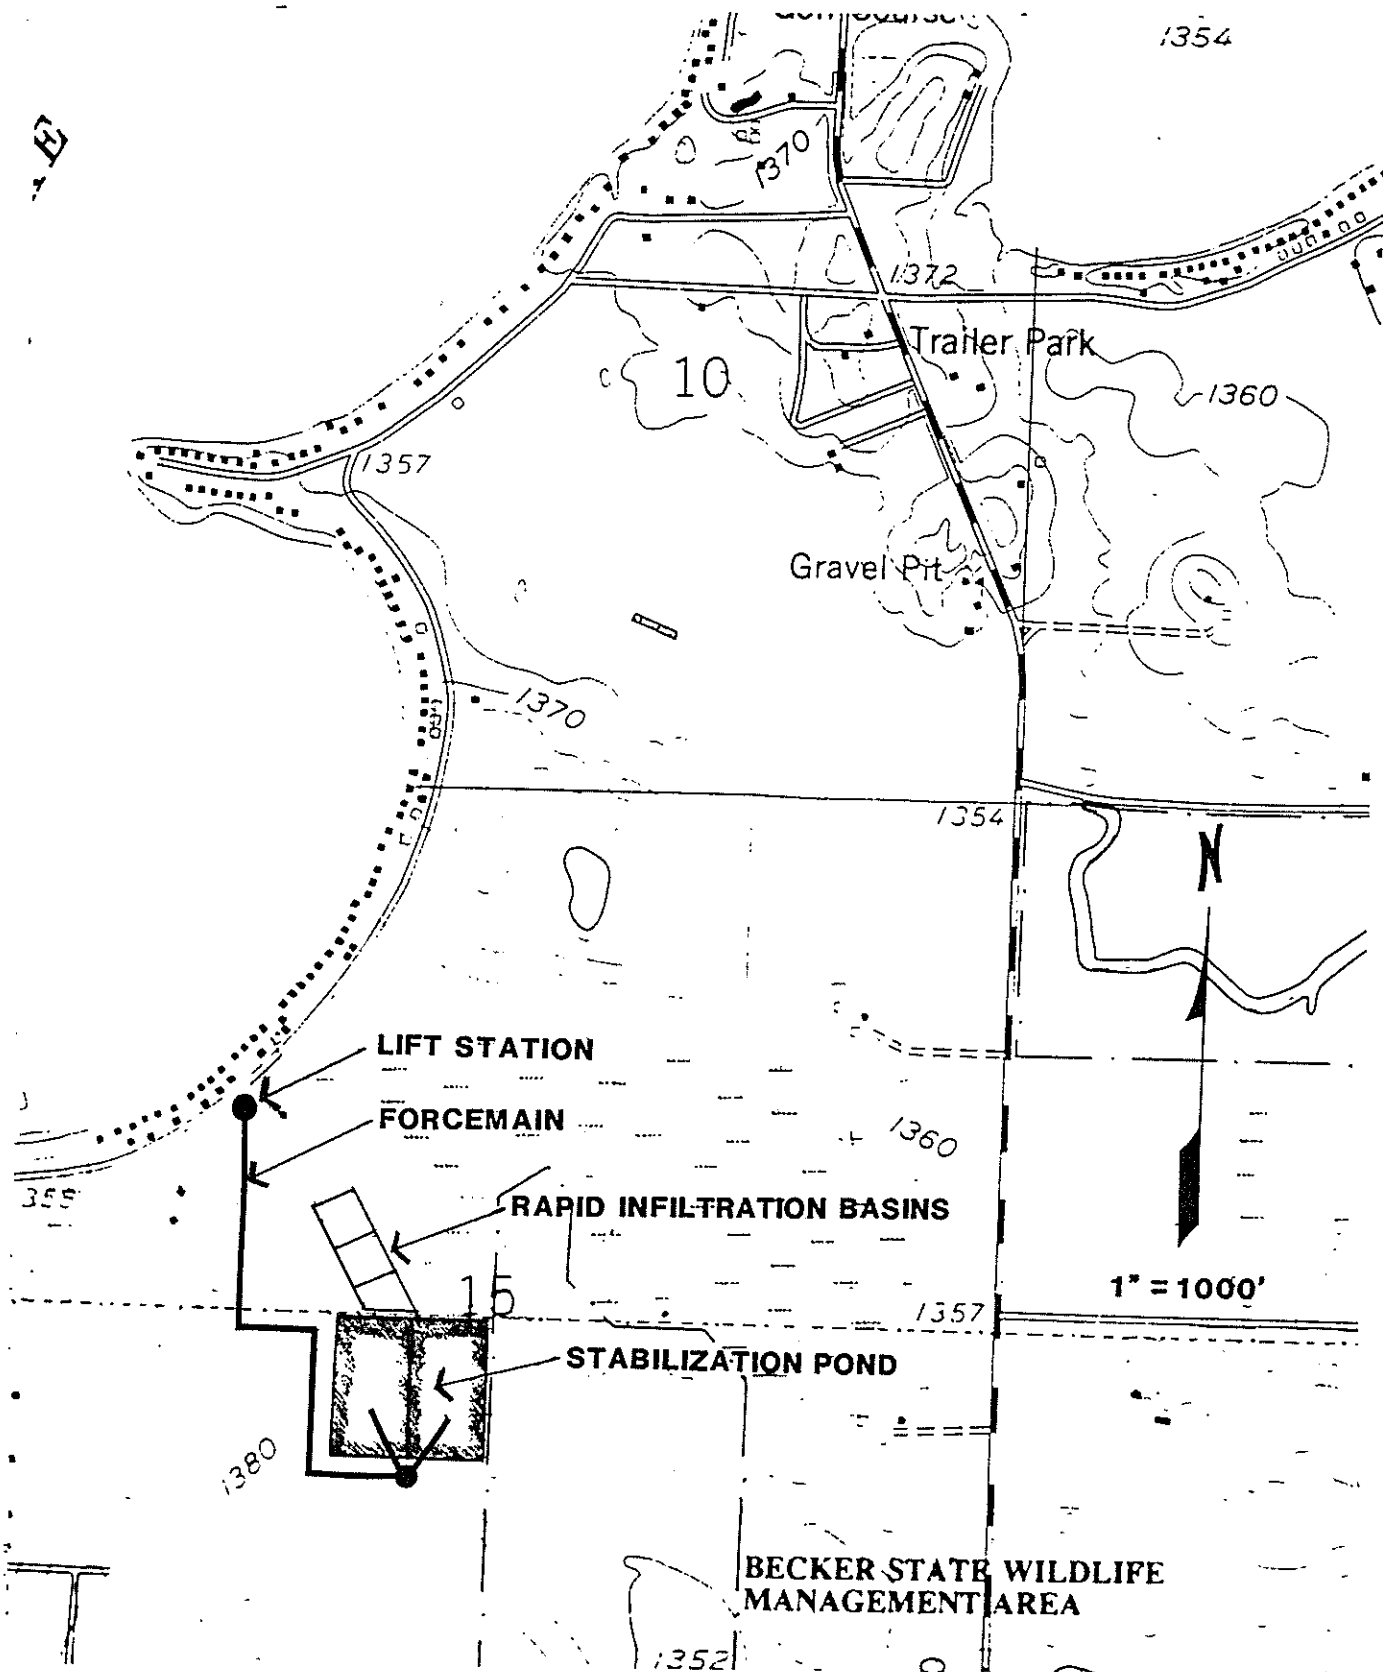 1354
E
1370
1372
Trailer Park
10
1360
1357
Gravel Pit
1370
1354
N
LIFT STATION
FORCEMAIN
1360
355
RAPID INFILTRATION BASINS
15
1" = 1000'
1357
STABILIZATION POND
1380
BECKER STATE WILDLIFE
MANAGEMENT AREA
1352